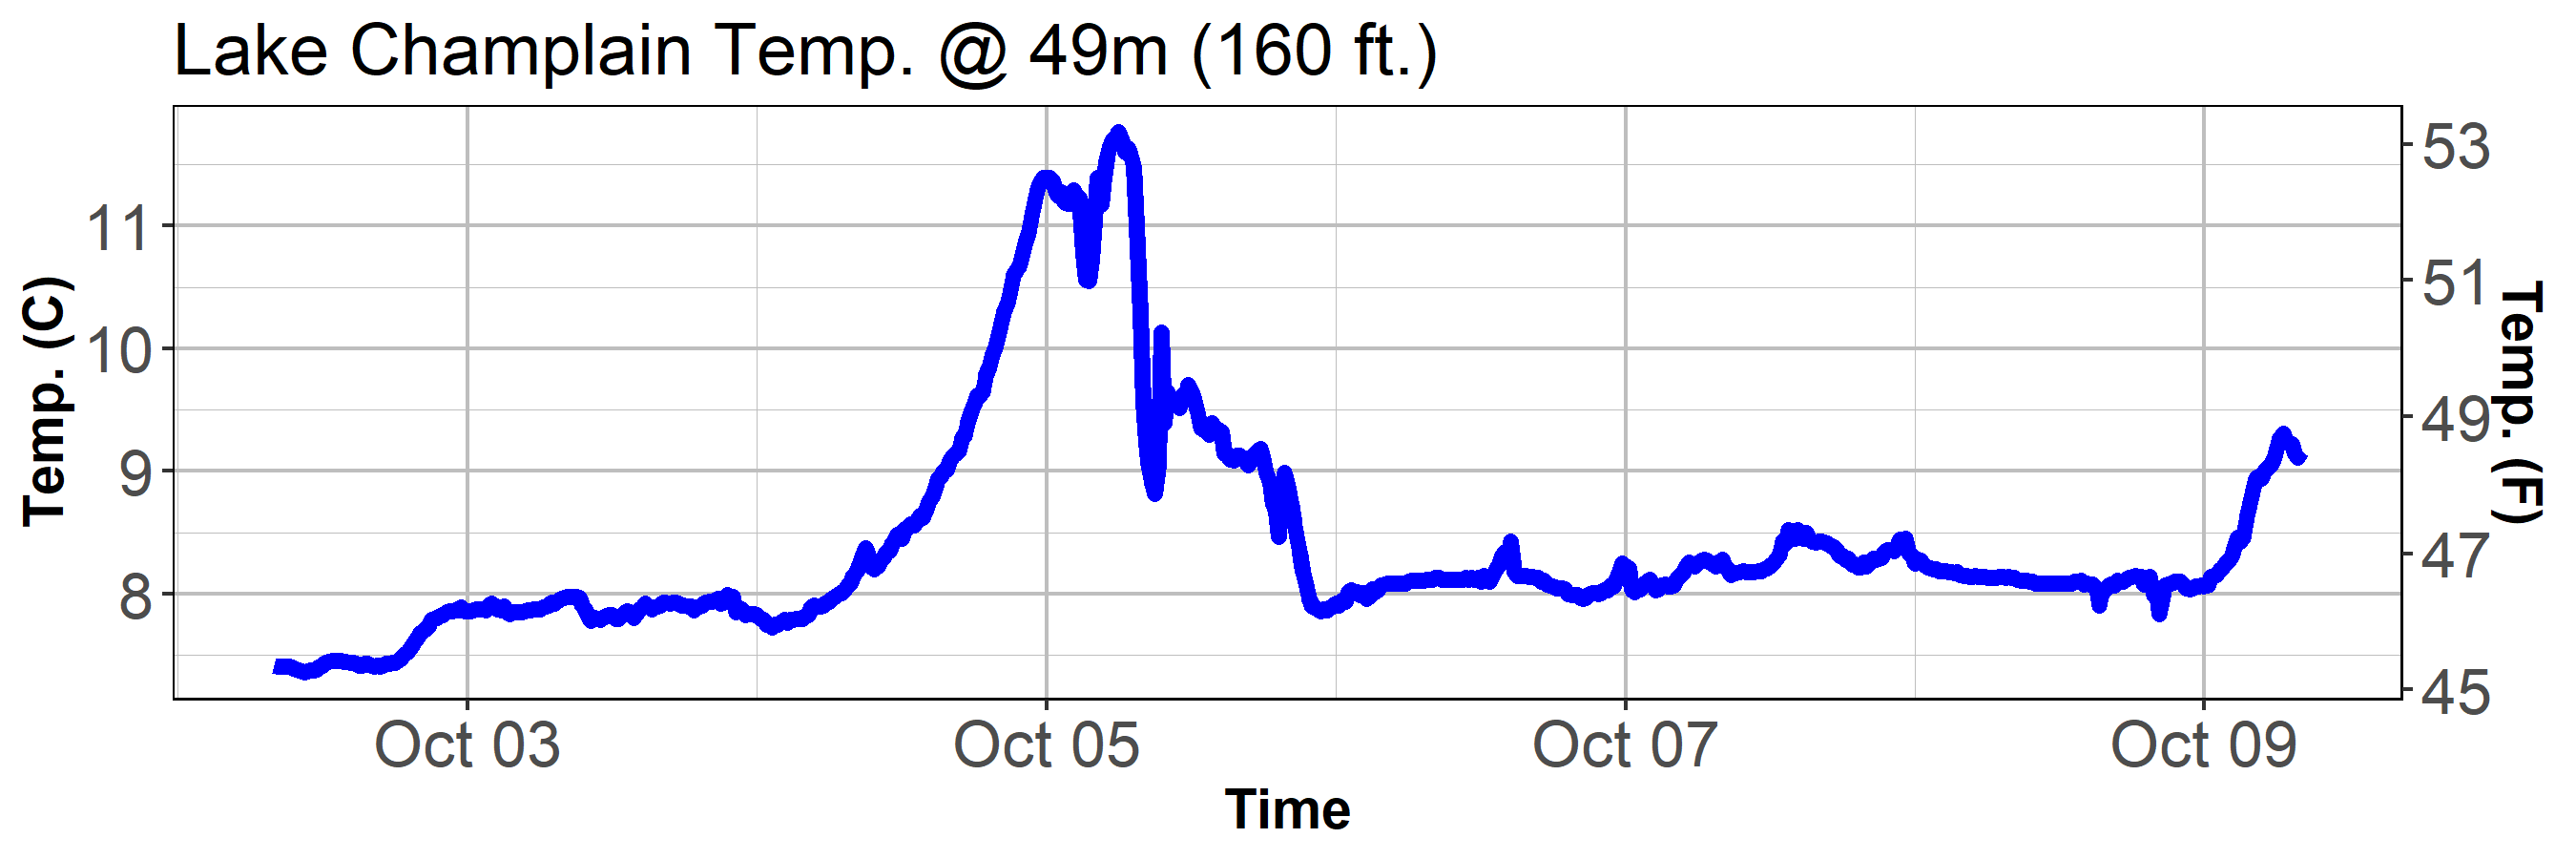 Lake Champlain Temp. @ 49m (160 ft.)
Temp. (C)
11
10
9
8
53
51
49
47
45
Temp. (F)
Oct 03 Oct 05 Oct 07 Oct 09
Time